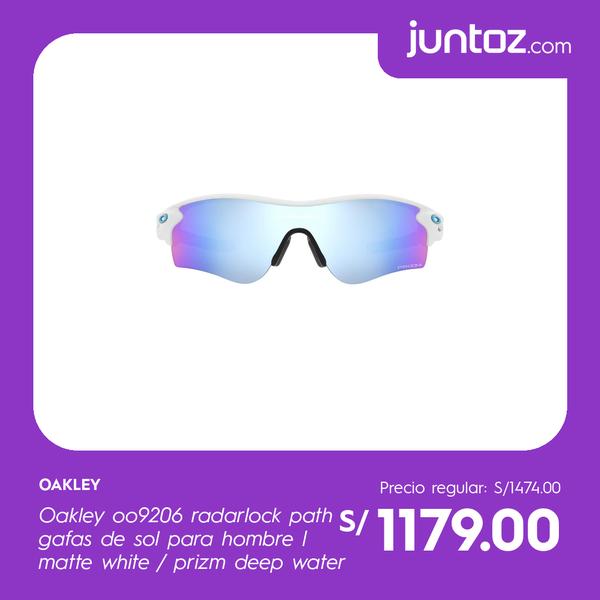 juntoz.com
PRIZM
OAKLEY
Precio regular: S/1474.00
Oakley oo9206 radarlock path
gafas de sol para hombre |
matte white / prizm deep water
S/ 1179.00